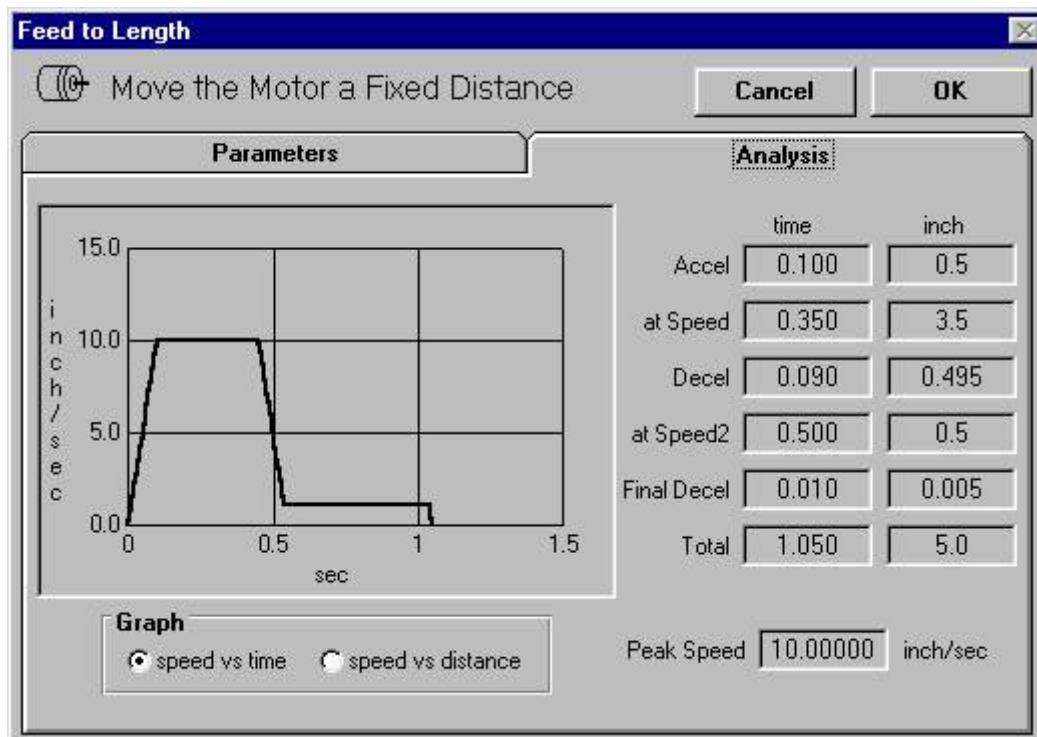 Feed to Length
Move the Motor a Fixed Distance
Cancel
OK
Parameters
Analysis
15.0
10.0
5.0
0.0
inch/sec
0
0.5
1
1.5
sec
time inch
Accel 0.100 0.5
at Speed 0.350 3.5
Decel 0.090 0.495
at Speed2 0.500 0.5
Final Decel 0.010 0.005
Total 1.050 5.0
Graph
speed vs time speed vs distance
Peak Speed 10.00000 inch/sec